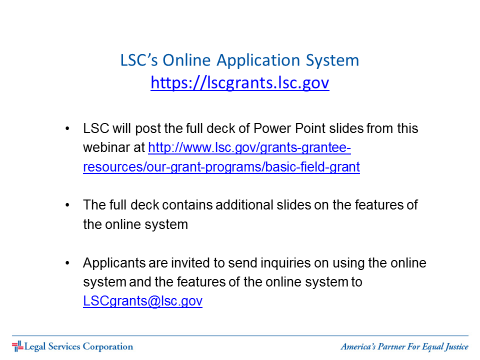 LSC's Online Application System
https://lscgrants.lsc.gov
• LSC will post the full deck of Power Point slides from this
webinar at http://www.lsc.gov/grants-grantee-
resources/our-grant-programs/basic-field-grant
• The full deck contains additional slides on the features of
the online system
• Applicants are invited to send inquiries on using the online
system and the features of the online system to
LSCgrants@lsc.gov
Legal Services Corporation
America's Partner For Equal Justice